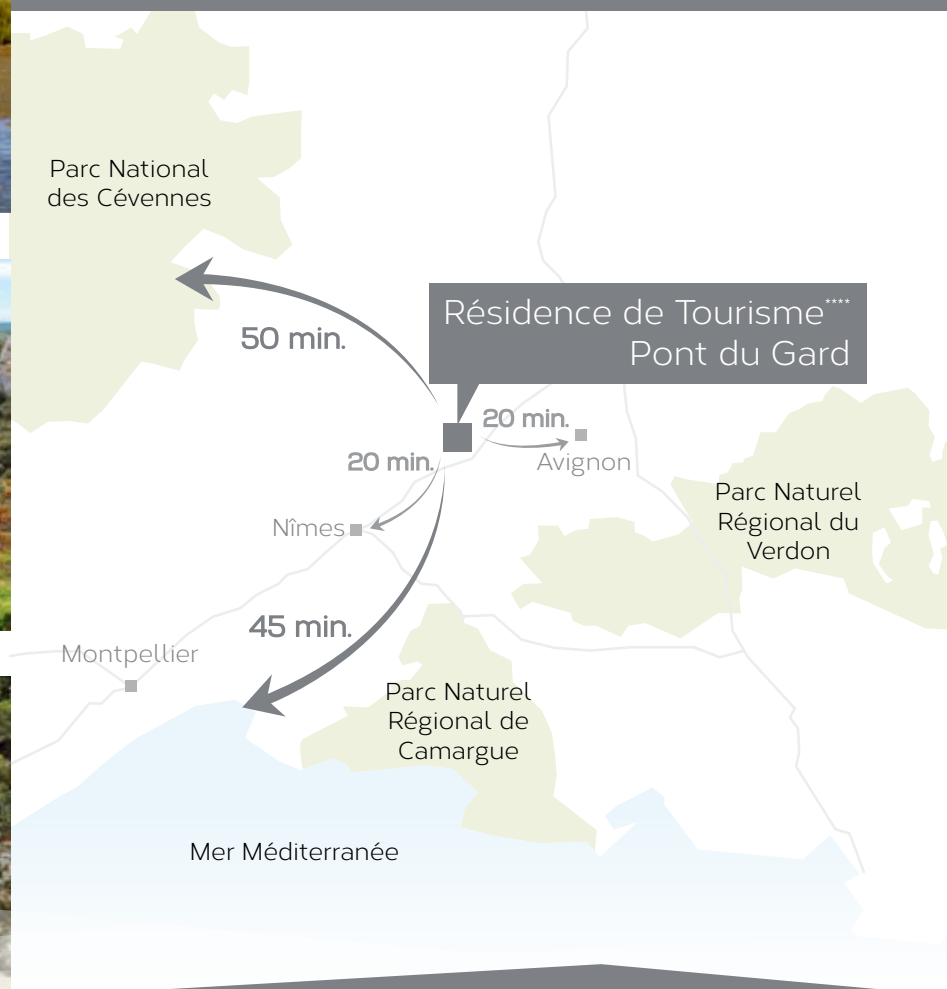 Parc National
des Cévennes
50 min.
Résidence de Tourisme****
Pont du Gard
20 min.
Avignon
20 min.
Nîmes
Parc Naturel
Régional du
Verdon
45 min.
Montpellier
Parc Naturel
Régional de
Camargue
Mer Méditerranée